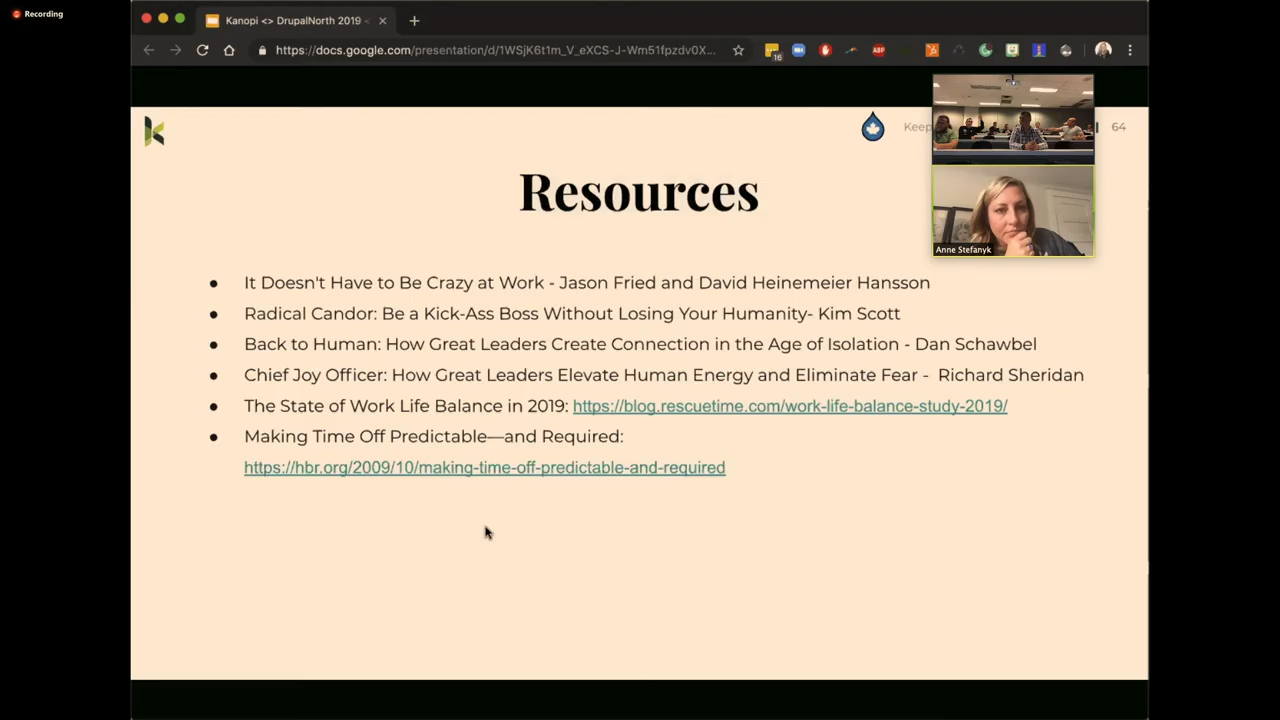 Recording
Kanopi <> DrupalNorth 2019 <
https://docs.google.com/presentation/d/1WSjK6t1m_V_eXCS-J-Wm51fpzdv0X...
16
ABP
Keep
64
Resources
Anne Stefanyk
● It Doesn't Have to Be Crazy at Work - Jason Fried and David Heinemeier Hansson
● Radical Candor: Be a Kick-Ass Boss Without Losing Your Humanity- Kim Scott
● Back to Human: How Great Leaders Create Connection in the Age of Isolation - Dan Schawbel
● Chief Joy Officer: How Great Leaders Elevate Human Energy and Eliminate Fear - Richard Sheridan
● The State of Work Life Balance in 2019: https://blog.rescuetime.com/work-life-balance-study-2019/
● Making Time Off Predictable—and Required:
https://hbr.org/2009/10/making-time-off-predictable-and-required